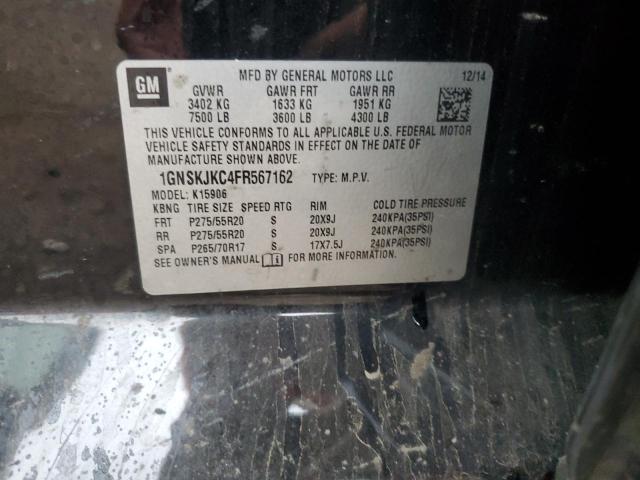 GM
MFD BY GENERAL MOTORS LLC 12/14
GVWR GAWR FRT GAWR RR
3402 KG 1633 KG 1951 KG
7500 LB 3600 LB 4300 LB
THIS VEHICLE CONFORMS TO ALL APPLICABLE U.S. FEDERAL MOTOR
VEHICLE SAFETY STANDARDS IN EFFECT ON THE DATE OF
MANUFACTURE SHOWN ABOVE.
1GNSKJKC4FR567162 TYPE: M.P.V.
MODEL: K15906
KBNG TIRE SIZE SPEED RTG RIM COLD TIRE PRESSURE
FRT P275/55R20 S 20X9J 240KPA(35PSI)
RR P275/55R20 S 20X9J 240KPA(35PSI)
SPA P265/70R17 S 17X7.5J 240KPA(35PSI)
SEE OWNER'S MANUAL FOR MORE INFORMATION.